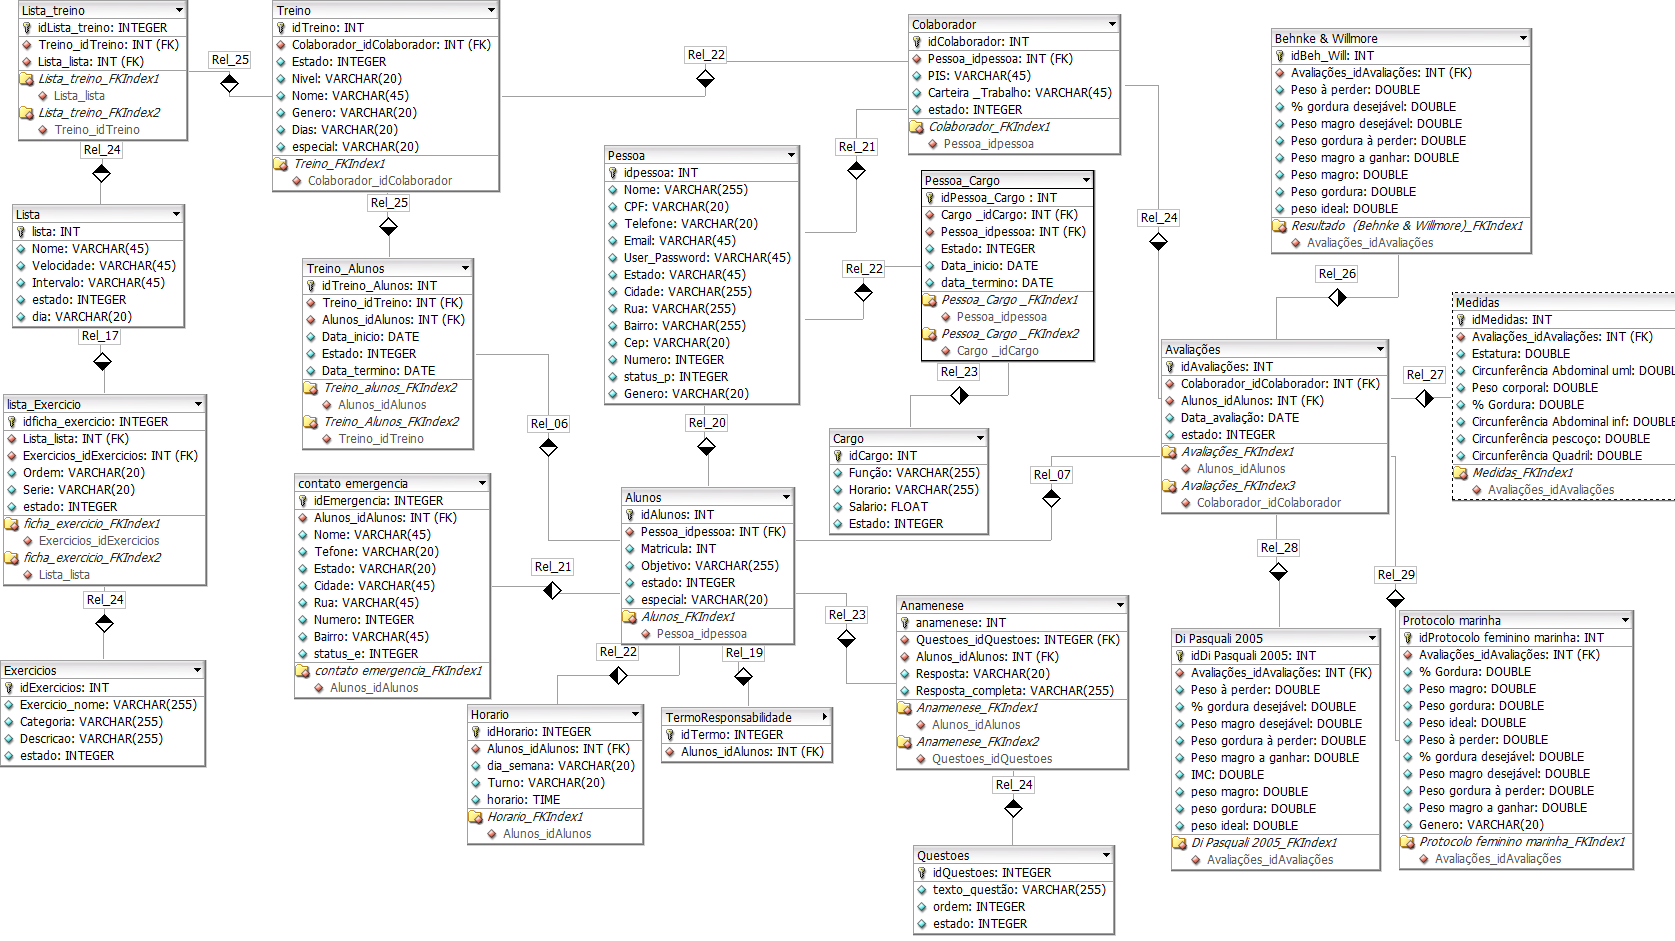 Lista_treino
idLista_treino: INTEGER
Treino_idTreino: INT (FK)
Lista_lista: INT (FK)
Lista_treino_FKIndex1
Lista_lista
Lista_treino_FKIndex2
Treino_idTreino
Rel_25
Treino
idTreino: INT
Colaborador_idColaborador: INT (FK)
Estado: INTEGER
Nivel: VARCHAR(20)
Nome: VARCHAR(45)
Genero: VARCHAR(20)
Dias: VARCHAR(20)
especial: VARCHAR(20)
Treino_FKIndex1
Colaborador_idColaborador
Rel_22
Colaborador
idColaborador: INT
Pessoa_idpessoa: INT (FK)
PIS: VARCHAR(45)
Carteira _Trabalho: VARCHAR(45)
estado: INTEGER
Colaborador_FKIndex1
Pessoa_idpessoa
Behnke & Willmore
idBeh_Will: INT
Avaliações_idAvaliações: INT (FK)
Peso à perder: DOUBLE
% gordura desejável: DOUBLE
Peso magro desejável: DOUBLE
Peso gordura à perder: DOUBLE
Peso magro a ganhar: DOUBLE
Peso magro: DOUBLE
Peso gordura: DOUBLE
peso ideal: DOUBLE
Resultado (Behnke & Willmore)_FKIndex1
Avaliações_idAvaliações
Rel_24
Rel_25
Rel_21
Rel_24
Rel_22
Rel_26
Lista
lista: INT
Nome: VARCHAR(45)
Velocidade: VARCHAR(45)
Intervalo: VARCHAR(45)
estado: INTEGER
dia: VARCHAR(20)
Rel_17
Treino_Alunos
idTreino_Alunos: INT
Treino_idTreino: INT (FK)
Alunos_idAlunos: INT (FK)
Data_inicio: DATE
Estado: INTEGER
Data_termino: DATE
Treino_alunos_FKIndex2
Alunos_idAlunos
Treino_Alunos_FKIndex2
Treino_idTreino
Pessoa
idpessoa: INT
Nome: VARCHAR(255)
CPF: VARCHAR(20)
Telefone: VARCHAR(20)
Email: VARCHAR(45)
User_Password: VARCHAR(45)
Estado: VARCHAR(45)
Cidade: VARCHAR(255)
Rua: VARCHAR(255)
Bairro: VARCHAR(255)
Cep: VARCHAR(20)
Numero: INTEGER
status_p: INTEGER
Genero: VARCHAR(20)
Pessoa_Cargo
idPessoa_Cargo : INT
Cargo _idCargo: INT (FK)
Pessoa_idpessoa: INT (FK)
Estado: INTEGER
Data_inicio: DATE
data_termino: DATE
Pessoa_Cargo _FKIndex1
Pessoa_idpessoa
Pessoa_Cargo _FKIndex2
Cargo _idCargo
Rel_23
Avaliações
idAvaliações: INT
Colaborador_idColaborador: INT (FK)
Alunos_idAlunos: INT (FK)
Data_avaliação: DATE
estado: INTEGER
Avaliações_FKIndex1
Alunos_idAlunos
Avaliações_FKIndex3
Colaborador_idColaborador
Rel_27
Medidas
idMedidas: INT
Avaliações_idAvaliações: INT (FK)
Estatura: DOUBLE
Circunferência Abdominal uml: DOUBL
Peso corporal: DOUBLE
% Gordura: DOUBLE
Circunferência Abdominal inf: DOUBLE
Circunferência pescoço: DOUBLE
Circunferência Quadril: DOUBLE
Medidas_FKIndex1
Avaliações_idAvaliações
lista_Exercicio
idficha_exercicio: INTEGER
Lista_lista: INT (FK)
Exercicios_idExercicios: INT (FK)
Ordem: VARCHAR(20)
Serie: VARCHAR(20)
estado: INTEGER
ficha_exercicio_FKIndex1
Exercicios_idExercicios
ficha_exercicio_FKIndex2
Lista_lista
Rel_24
Rel_06
Rel_20
Rel_07
Cargo
idCargo: INT
Função: VARCHAR(255)
Horario: VARCHAR(255)
Salario: FLOAT
Estado: INTEGER
contato emergencia
idEmergencia: INTEGER
Alunos_idAlunos: INT (FK)
Nome: VARCHAR(45)
Tefone: VARCHAR(20)
Estado: VARCHAR(20)
Cidade: VARCHAR(45)
Rua: VARCHAR(45)
Numero: INTEGER
Bairro: VARCHAR(45)
status_e: INTEGER
contato emergencia_FKIndex1
Alunos_idAlunos
Rel_21
Alunos
idAlunos: INT
Pessoa_idpessoa: INT (FK)
Matricula: INT
Objetivo: VARCHAR(255)
estado: INTEGER
especial: VARCHAR(20)
Alunos_FKIndex1
Pessoa_idpessoa
Rel_22
Rel_19
Rel_23
Rel_28
Rel_29
Exercicios
idExercicios: INT
Exercicio_nome: VARCHAR(255)
Categoria: VARCHAR(255)
Descricao: VARCHAR(255)
estado: INTEGER
Horario
idHorario: INTEGER
Alunos_idAlunos: INT (FK)
dia_semana: VARCHAR(20)
Turno: VARCHAR(20)
horario: TIME
Horario_FKIndex1
Alunos_idAlunos
TermoResponsabilidade
idTermo: INTEGER
Alunos_idAlunos: INT (FK)
Anamenese
anamenese: INT
Questoes_idQuestoes: INTEGER (FK)
Alunos_idAlunos: INT (FK)
Resposta: VARCHAR(20)
Resposta_completa: VARCHAR(255)
Anamenese_FKIndex1
Alunos_idAlunos
Anamenese_FKIndex2
Questoes_idQuestoes
Rel_24
Questoes
idQuestoes: INTEGER
texto_questão: VARCHAR(255)
ordem: INTEGER
estado: INTEGER
Di Pasquali 2005
idDi Pasquali 2005: INT
Avaliações_idAvaliações: INT (FK)
Peso à perder: DOUBLE
% gordura desejável: DOUBLE
Peso magro desejável: DOUBLE
Peso gordura à perder: DOUBLE
Peso magro a ganhar: DOUBLE
IMC: DOUBLE
peso magro: DOUBLE
peso gordura: DOUBLE
peso ideal: DOUBLE
Di Pasquali 2005_FKIndex1
Avaliações_idAvaliações
Protocolo marinha
idProtocolo feminino marinha: INT
Avaliações_idAvaliações: INT (FK)
% Gordura: DOUBLE
Peso magro: DOUBLE
Peso gordura: DOUBLE
Peso ideal: DOUBLE
Peso à perder: DOUBLE
% gordura desejável: DOUBLE
Peso magro desejável: DOUBLE
Peso gordura à perder: DOUBLE
Peso magro a ganhar: DOUBLE
Genero: VARCHAR(20)
Protocolo feminino marinha_FKIndex1
Avaliações_idAvaliações